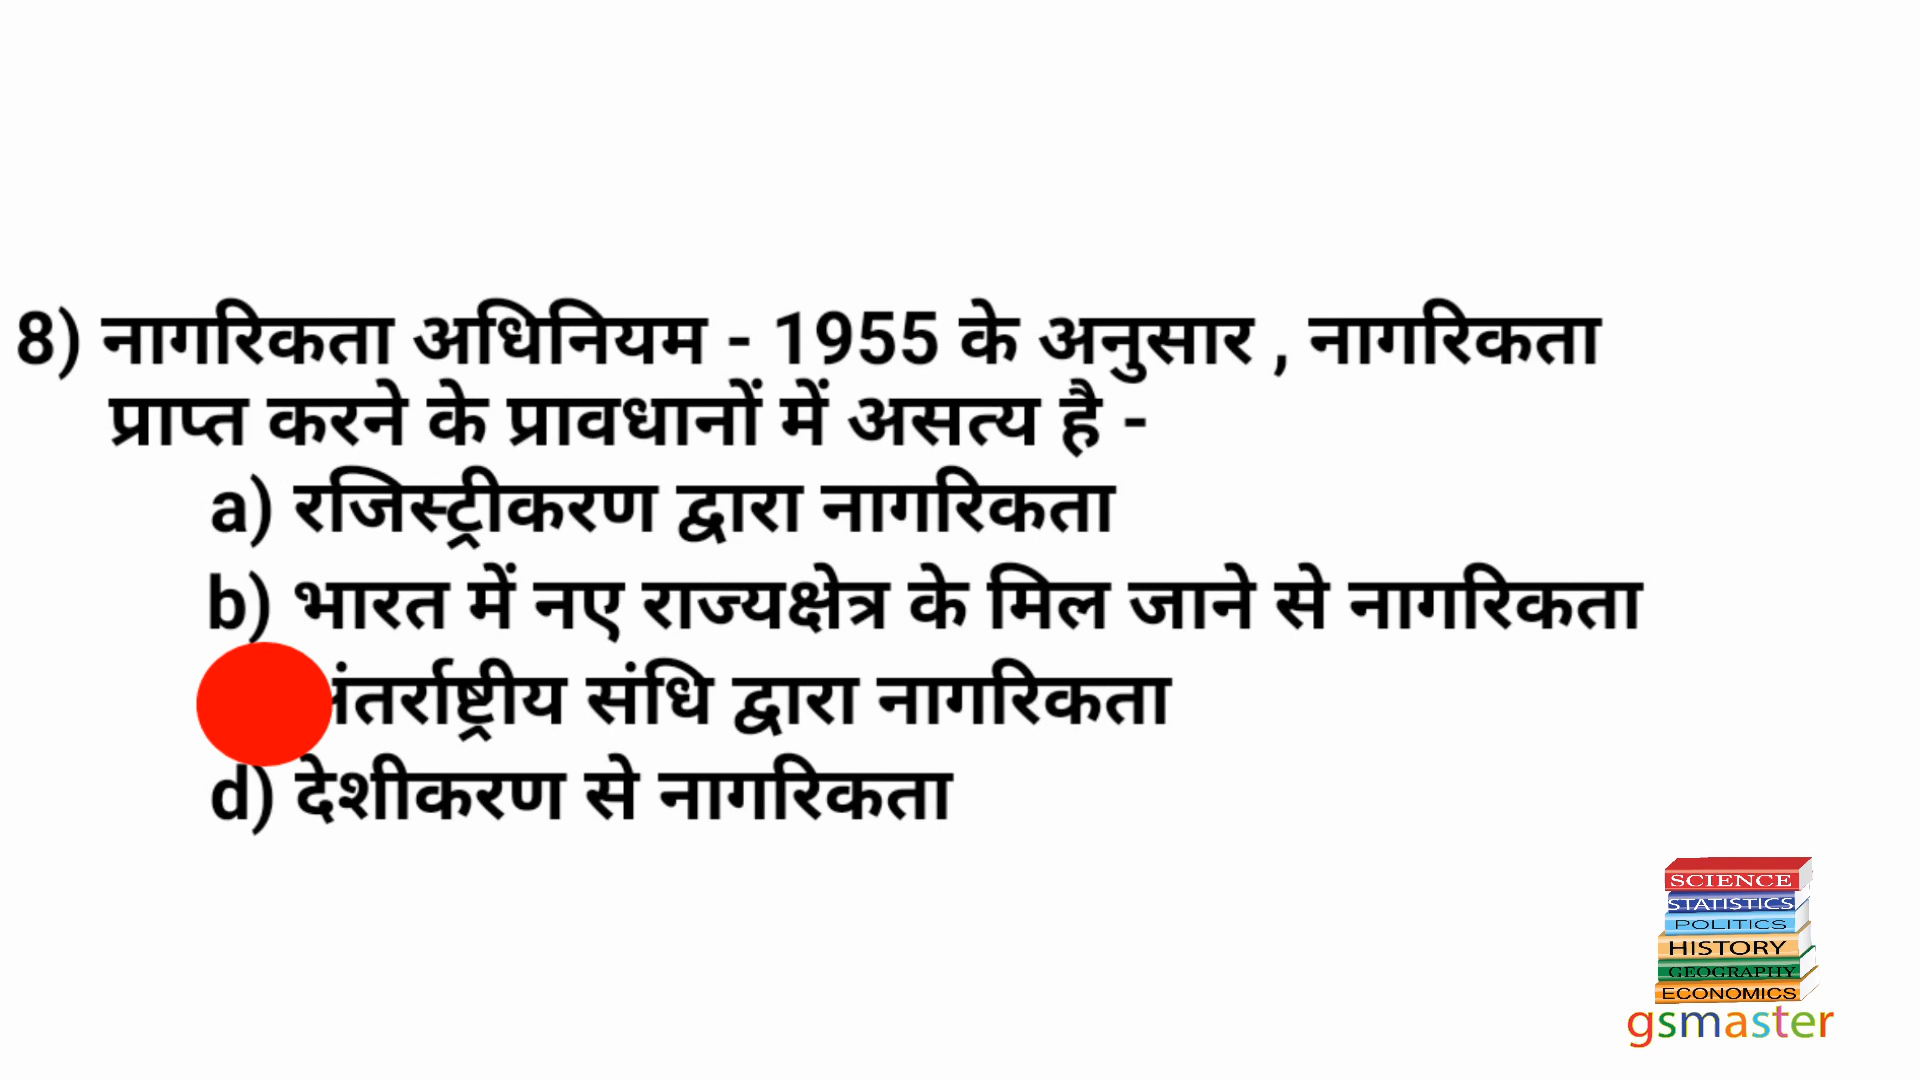 8) नागरिकता अधिनियम - 1955 के अनुसार , नागरिकता
प्राप्त करने के प्रावधानों में असत्य है -
a) रजिस्ट्रीकरण द्वारा नागरिकता
b) भारत में नए राज्यक्षेत्र के मिल जाने से नागरिकता
संधि द्वारा नागरिकता
d) देशीकरण से नागरिकता
SCIENCE
STATISTICS
POLITICS
HISTORY
GEOGRAPHY
ECONOMICS
gsmaster